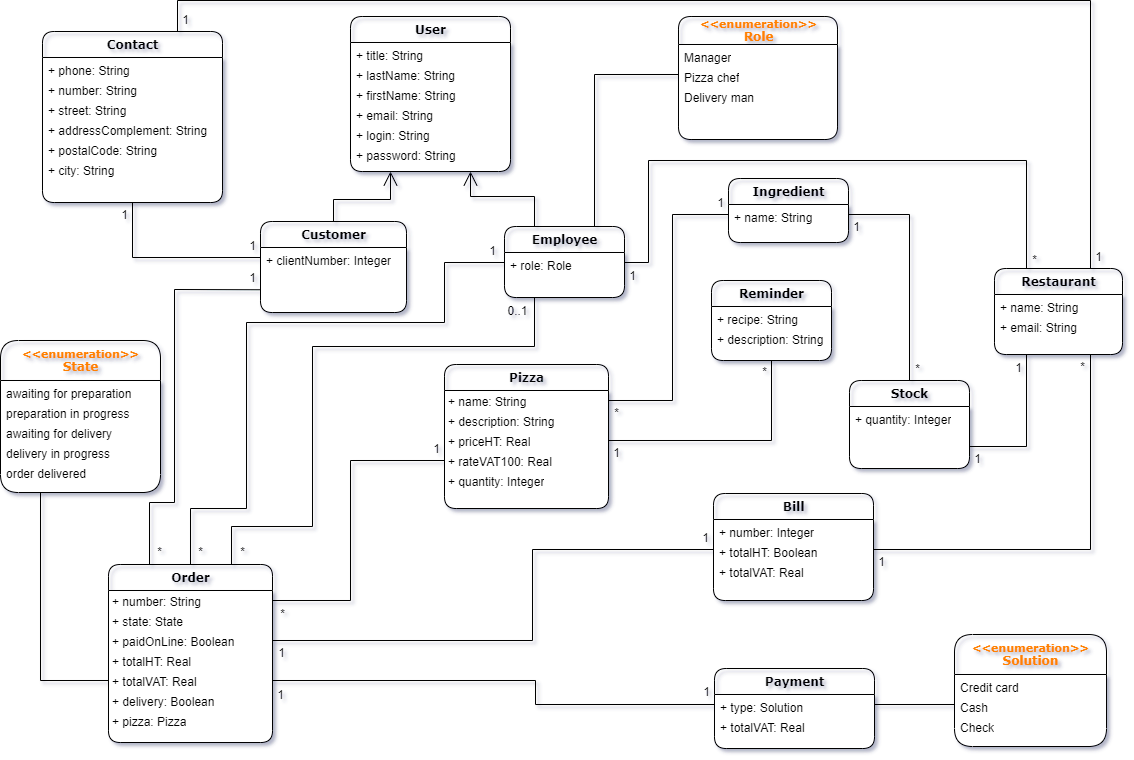 1
Contact
+ phone: String
+ number: String
+ street: String
+ addressComplement: String
+ postalCode: String
+ city: String
1
User
+ title: String
+ lastName: String
+ firstName: String
+ email: String
+ login: String
+ password: String
<<enumeration>>
Role
Manager
Pizza chef
Delivery man
Customer
+ clientNumber: Integer
1
1
Employee
+ role: Role
1
1
0..1
Ingredient
+ name: String
1
1
Reminder
+ recipe: String
+ description: String
*
Restaurant
+ name: String
+ email: String
*
1
1
*
<<enumeration>>
State
awaiting for preparation
preparation in progress
awaiting for delivery
delivery in progress
order delivered
Pizza
+ name: String
+ description: String
+ priceHT: Real
+ rateVAT100: Real
+ quantity: Integer
1
*
1
Stock
+ quantity: Integer
*
1
Bill
+ number: Integer
+ totalHT: Boolean
+ totalVAT: Real
1
1
Order
+ number: String
+ state: State
+ paidOnLine: Boolean
+ totalHT: Real
+ totalVAT: Real
+ delivery: Boolean
+ pizza: Pizza
*
*
*
*
1
1
Payment
+ type: Solution
+ totalVAT: Real
1
<<enumeration>>
Solution
Credit card
Cash
Check